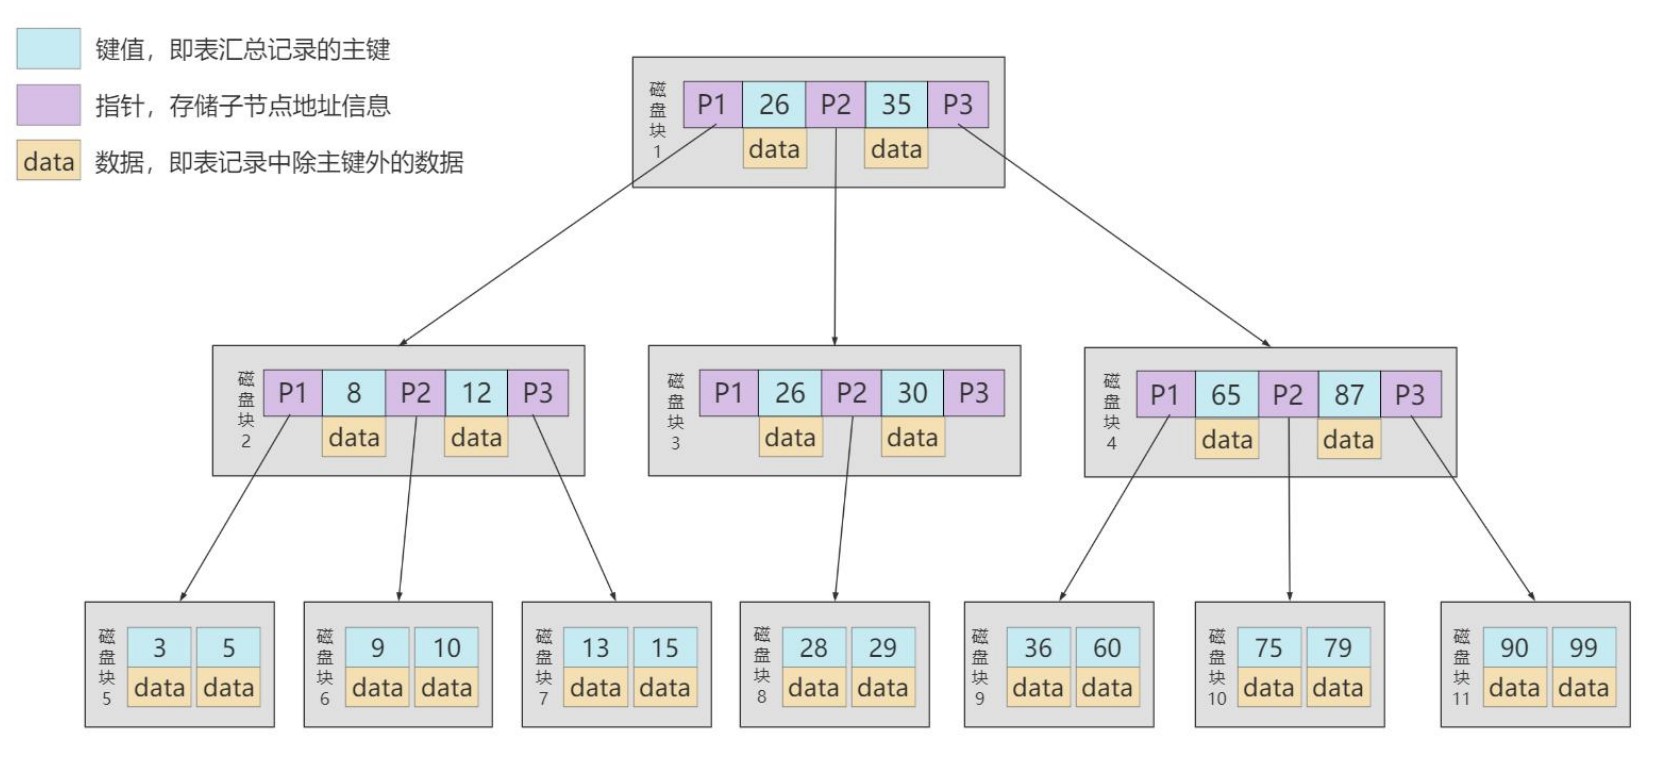 键值，即表汇总记录的主键
指针，存储子节点地址信息
data 数据，即表记录中除主键外的数据
磁盘块1
P1 26 P2 35 P3
data data
磁盘块2
P1 8 P2 12 P3
data data
磁盘块3
P1 26 P2 30 P3
data data
磁盘块4
P1 65 P2 87 P3
data data
磁盘块5
3 5
data data
磁盘块6
9 10
data data
磁盘块7
13 15
data data
磁盘块8
28 29
data data
磁盘块9
36 60
data data
磁盘块10
75 79
data data
磁盘块11
90 99
data data